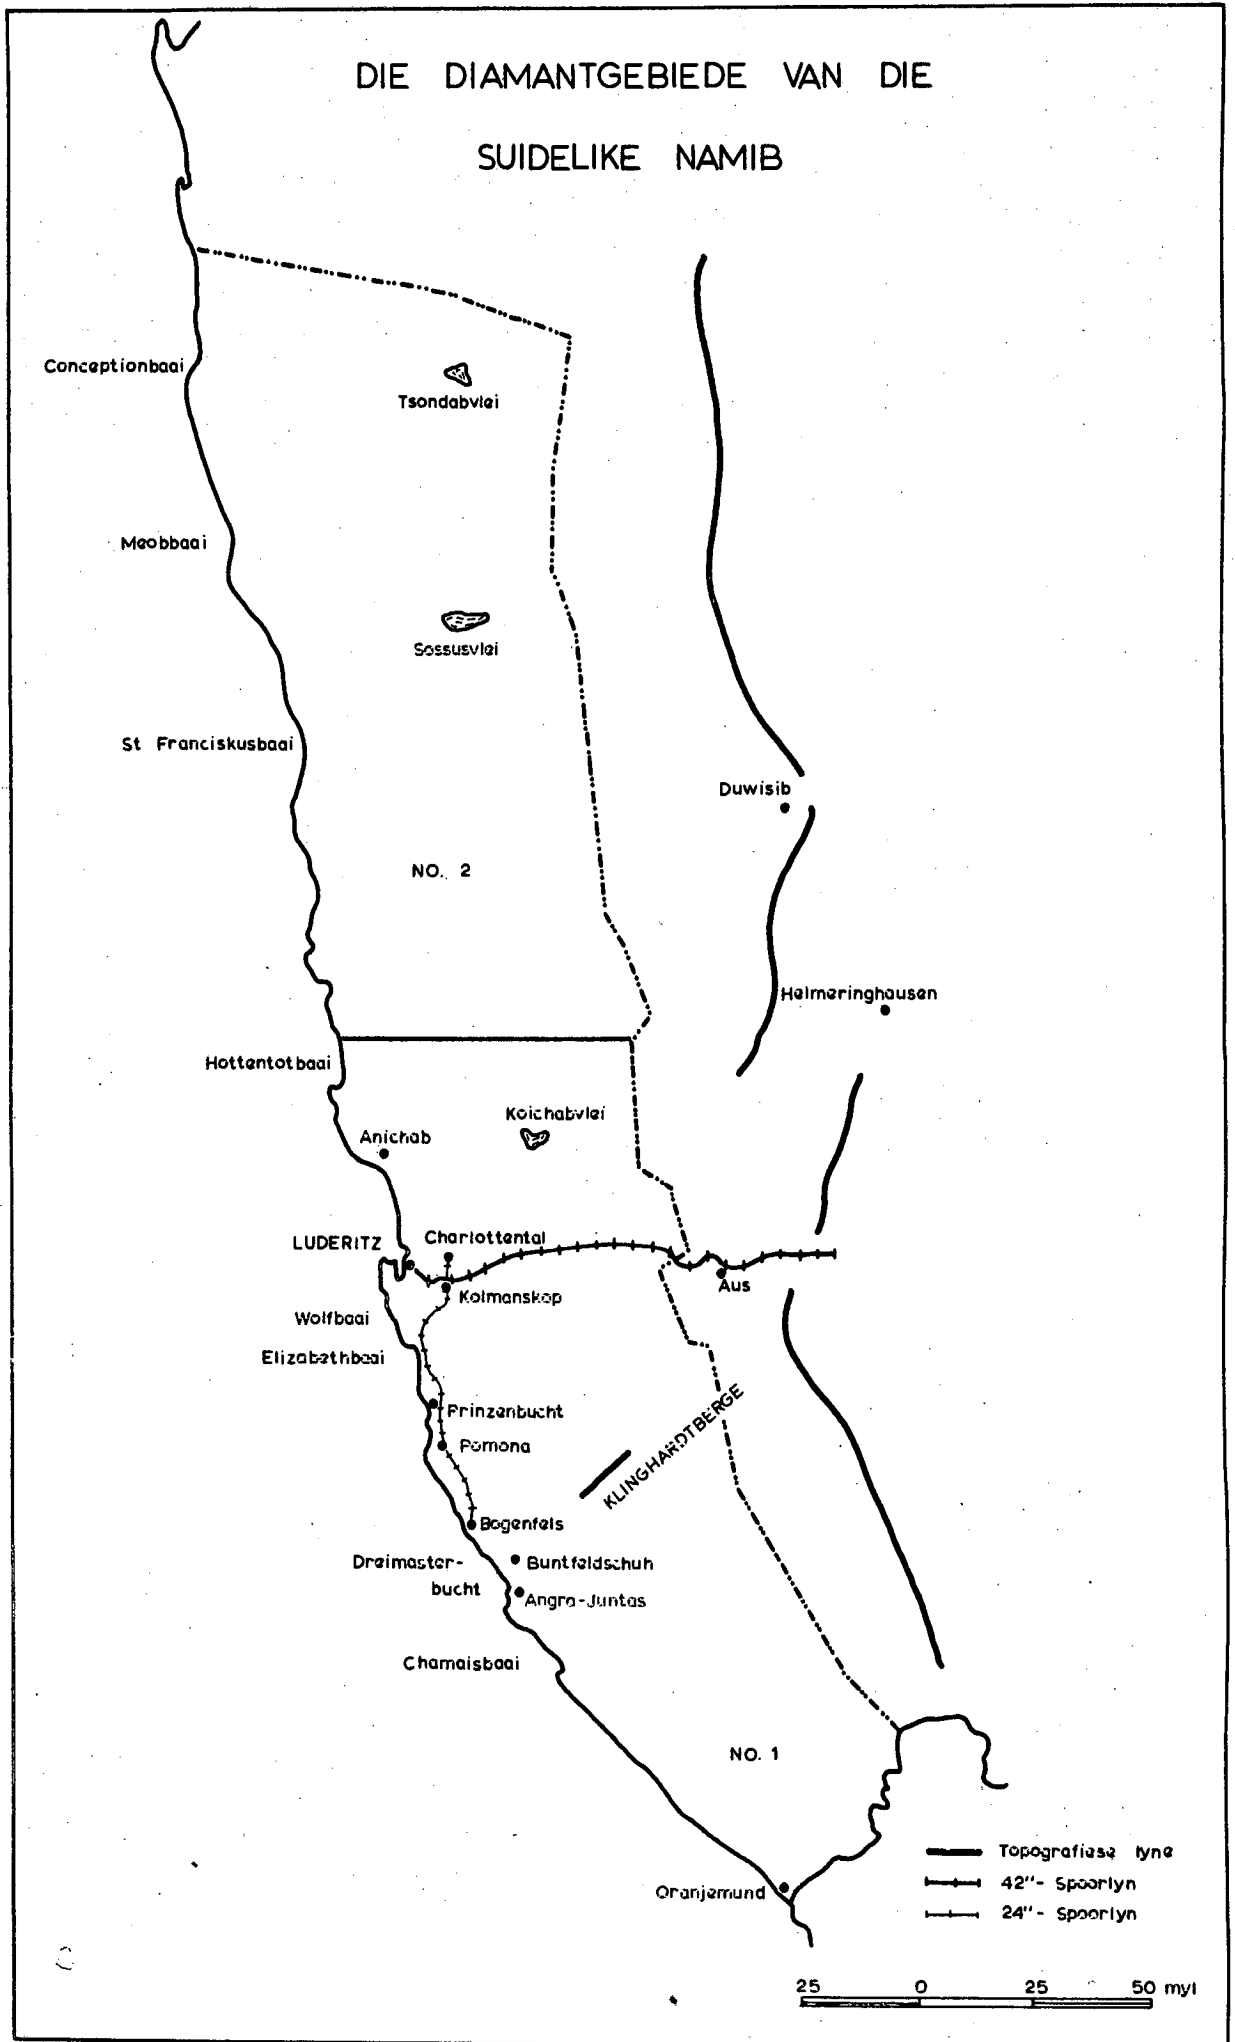 DIE DIAMANTGEBIEDE VAN DIE
SUIDELIKE NAMIB
Conceptionbaai
Tsondabvlei
Meobbaai
Sossusvlei
St Franciskusbaai
Duwisib
NO. 2
Helmeringhausen
Hottentotbaai
Koichabvlei
Anichab
LUDERITZ
Charlottental
Aus
Kolmanskop
Wolfbaai
Elizabethbaai
Prinzenbucht
Pomona
KLINGHARDTBERGE
Bogenfels
Dreimaster-
bucht
Buntfeldschuh
Angra-Juntas
Chamaisbaai
NO. 1
Oranjemund
Topografiese lyne
42"- Spoorlyn
24"- Spoorlyn
25 0 25 50 myl